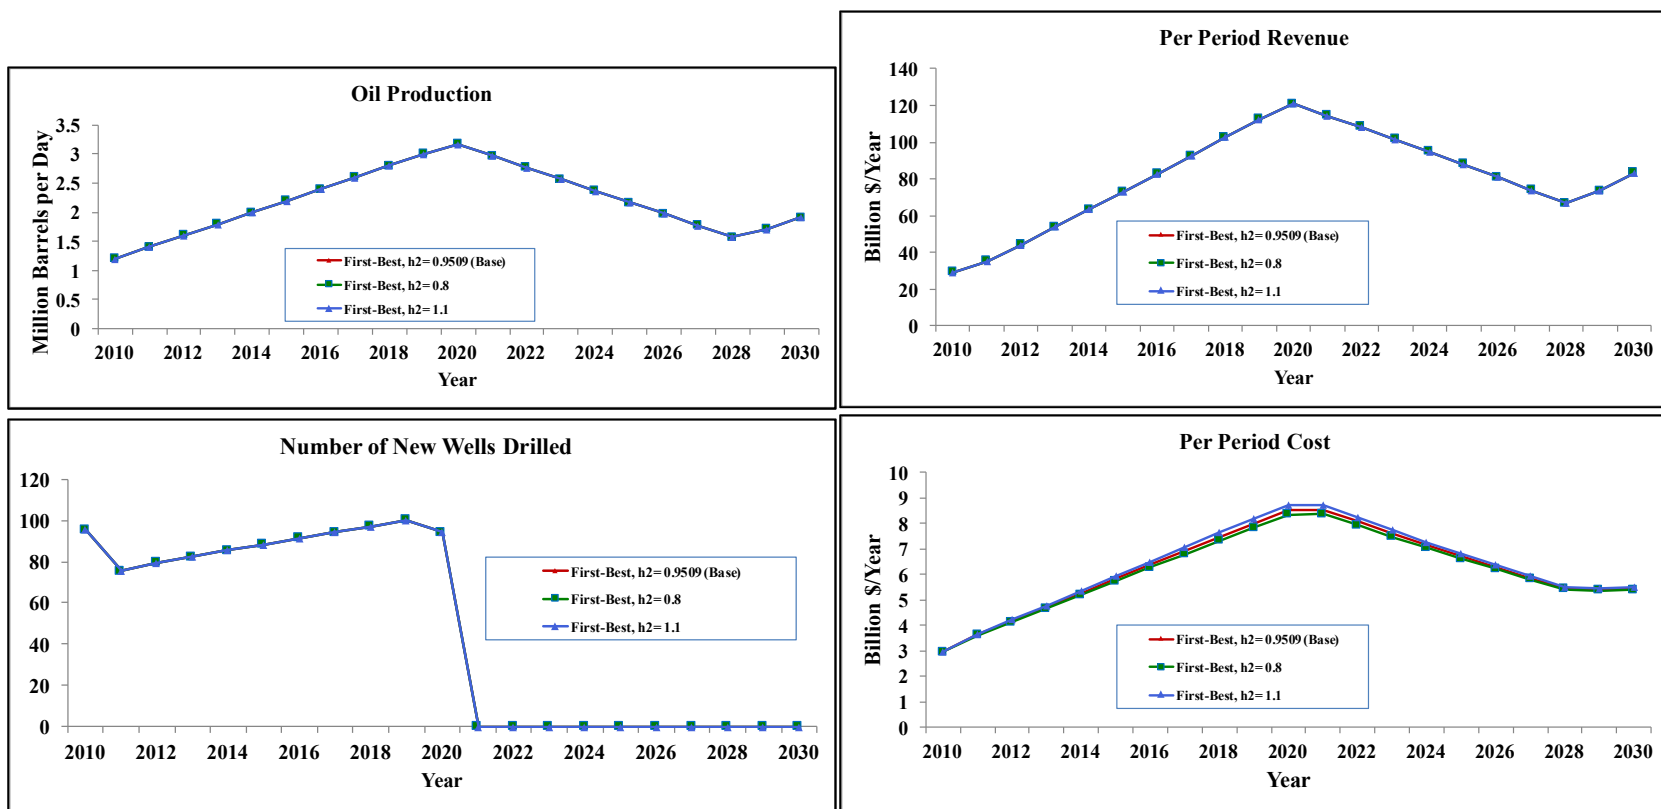 Oil Production
Million Barrels per Day
3.5
3
2.5
2
1.5
1
0.5
0
First-Best, h2= 0.9509 (Base)
First-Best, h2= 0.8
First-Best, h2= 1.1
2010 2012 2014 2016 2018 2020 2022 2024 2026 2028 2030
Year
Per Period Revenue
Billion $/Year
140
120
100
80
60
40
20
0
First-Best, h2= 0.9509 (Base)
First-Best, h2= 0.8
First-Best, h2= 1.1
2010 2012 2014 2016 2018 2020 2022 2024 2026 2028 2030
Year
Number of New Wells Drilled
120
100
80
60
40
20
0
First-Best, h2= 0.9509 (Base)
First-Best, h2= 0.8
First-Best, h2= 1.1
2010 2012 2014 2016 2018 2020 2022 2024 2026 2028 2030
Year
Per Period Cost
Billion $/Year
10
9
8
7
6
5
4
3
2
1
0
First-Best, h2= 0.9509 (Base)
First-Best, h2= 0.8
First-Best, h2= 1.1
2010 2012 2014 2016 2018 2020 2022 2024 2026 2028 2030
Year